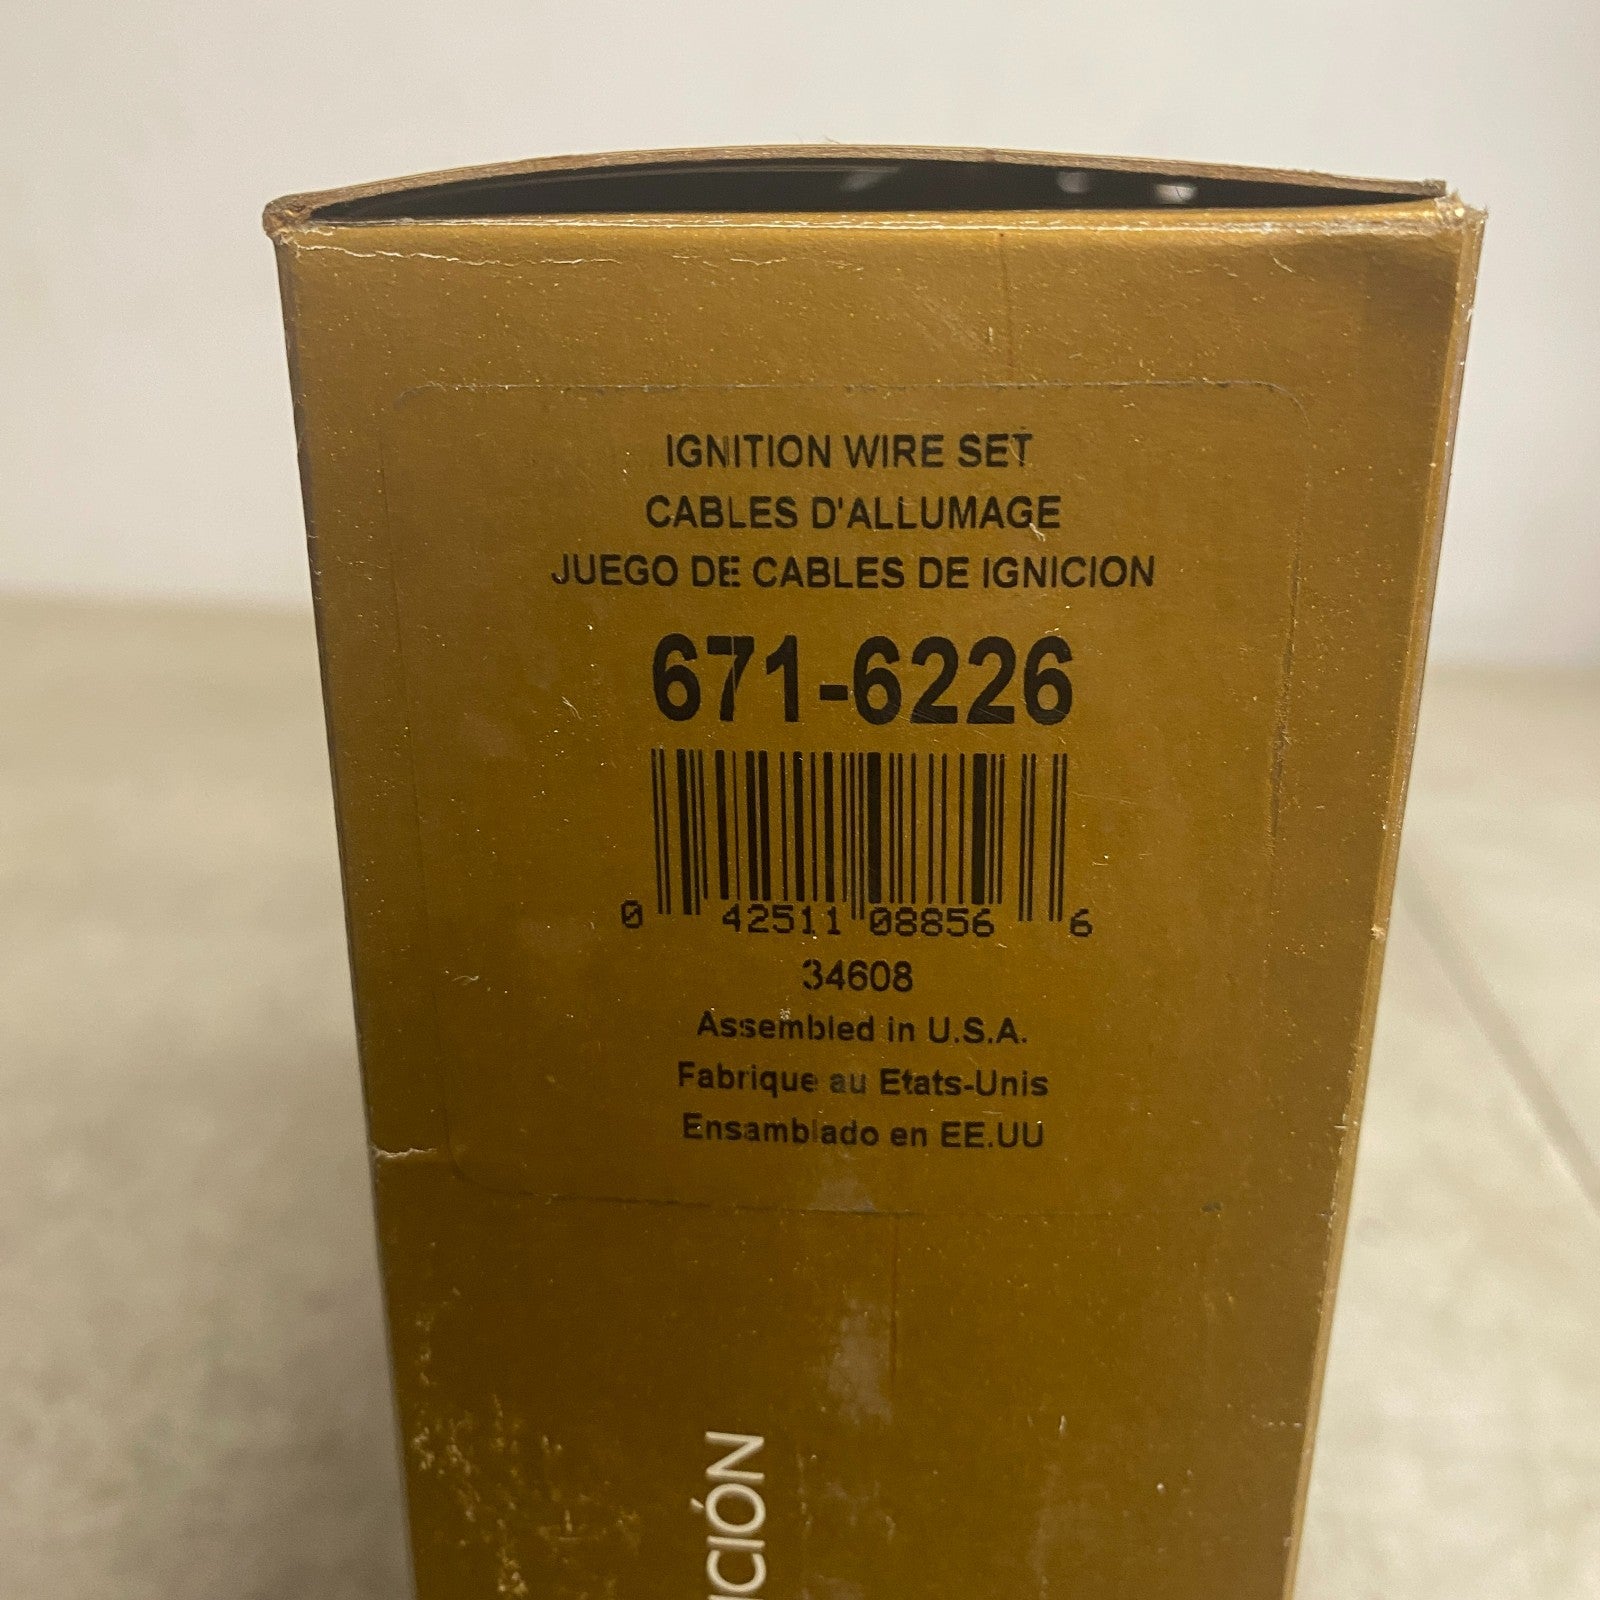 IGNITION WIRE SET
CABLES D'ALLUMAGE
JUEGO DE CABLES DE IGNICION
671-6226
0 42511 08856 6
34608
Assembled in U.S.A.
Fabrique au Etats-Unis
Ensamblado en EE.UU
ICIÓN